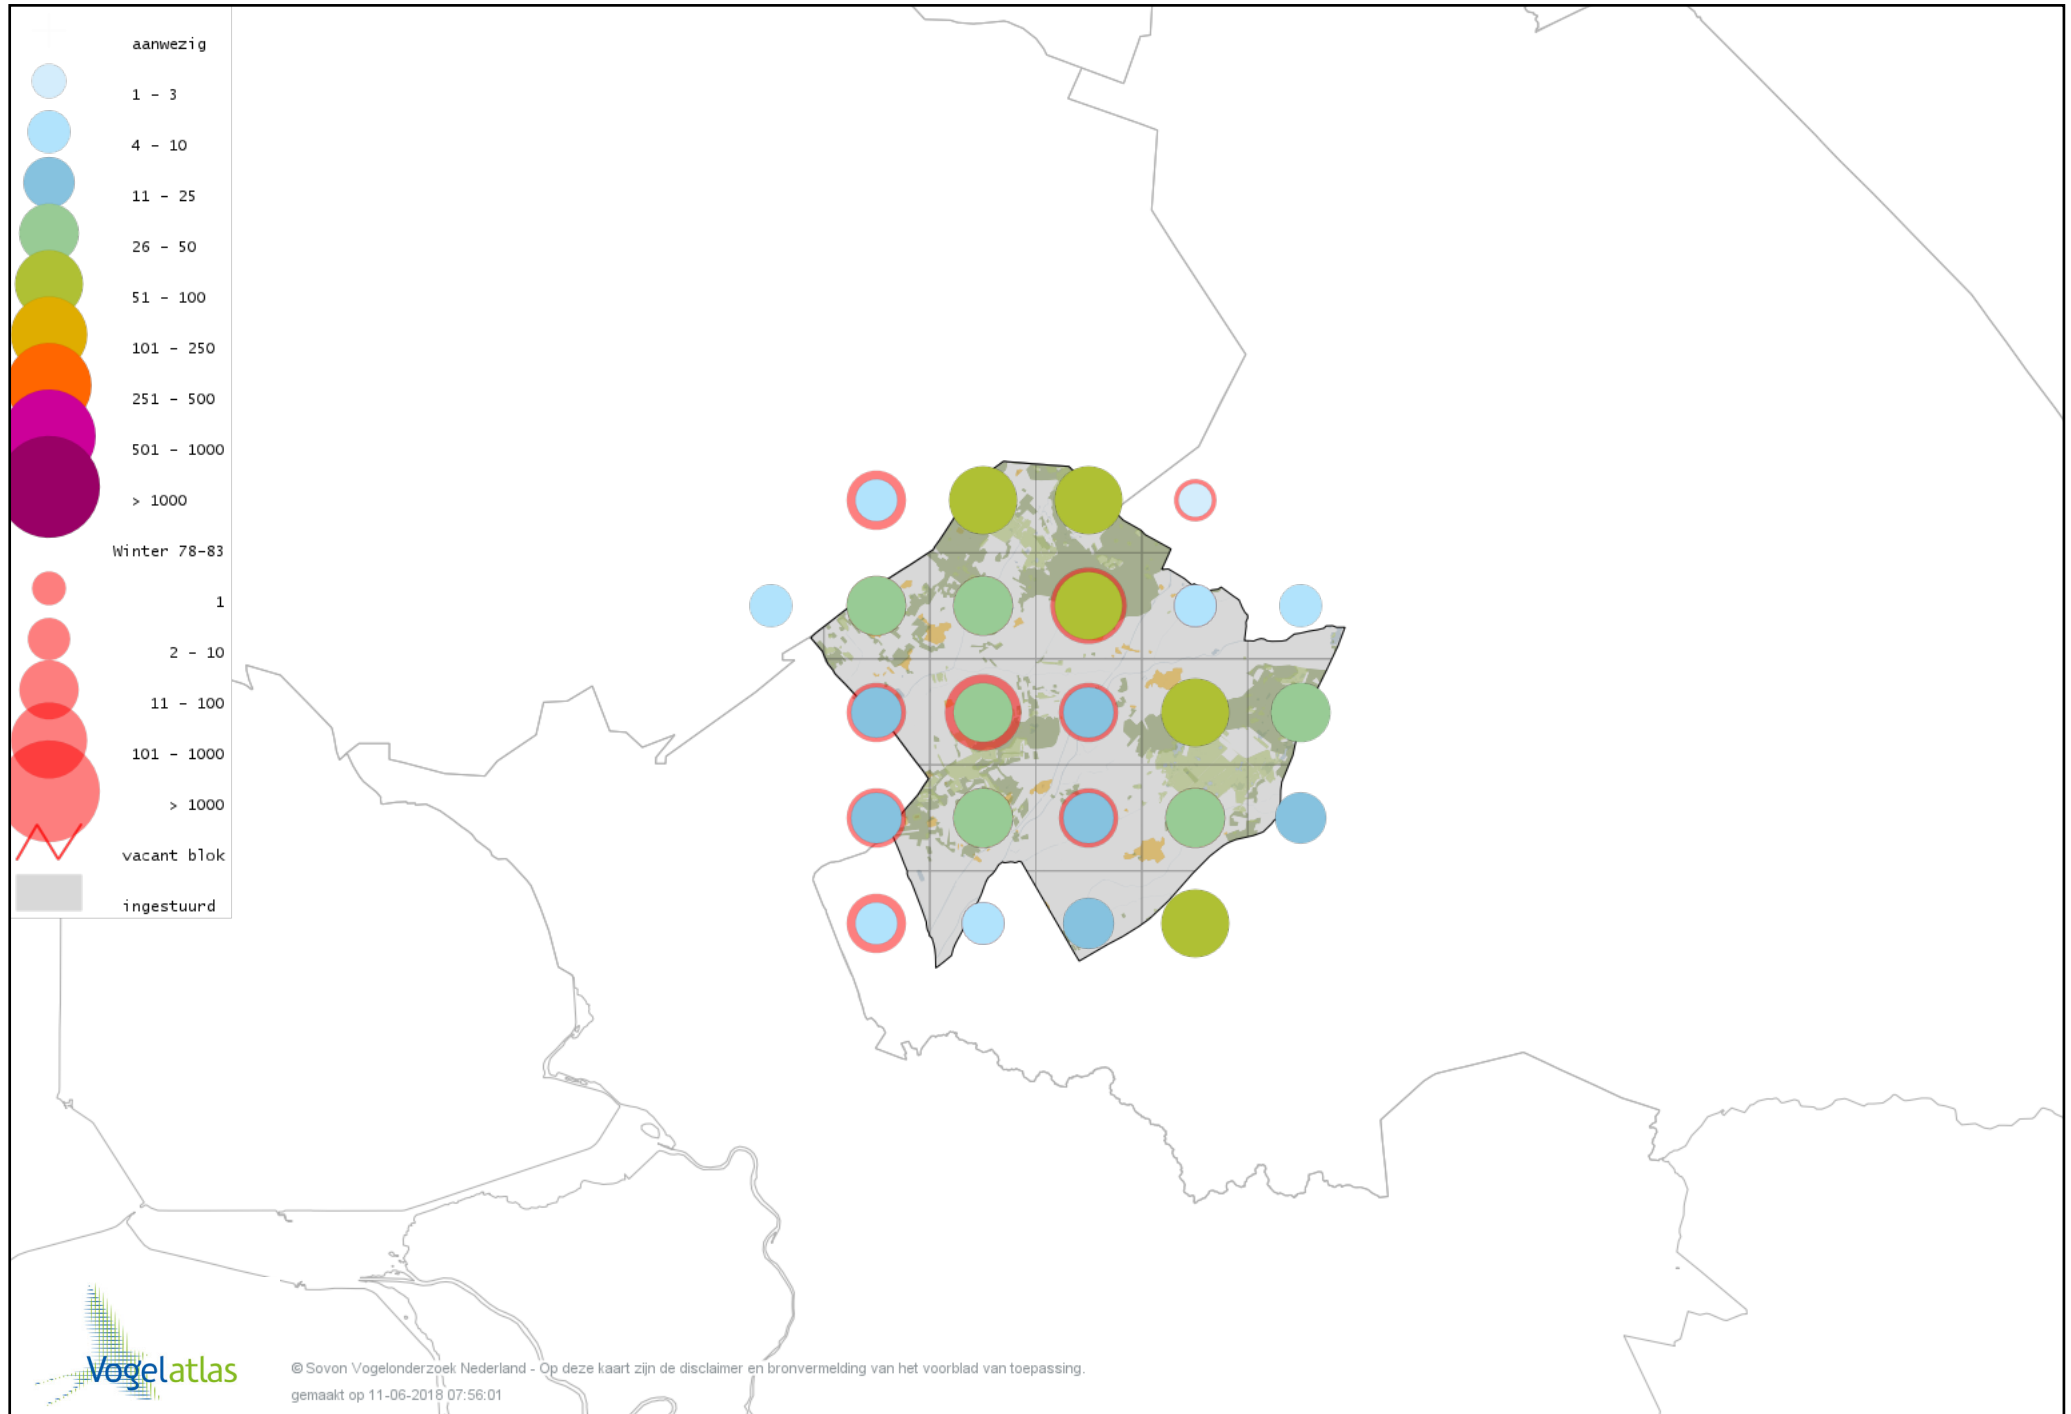 aanwezig
1 - 3
4 - 10
11 - 25
26 - 50
51 - 100
101 - 250
251 - 500
501 - 1000
> 1000
Winter 78-83
1
2 - 10
11 - 100
101 - 1000
> 1000
vacant blok
ingestuurd
Vogelatlas
© Sovon Vogelonderzoek Nederland - Op deze kaart zijn de disclaimer en bronvermelding van het voorblad van toepassing.
gemaakt op 11-06-2018 07:56:01